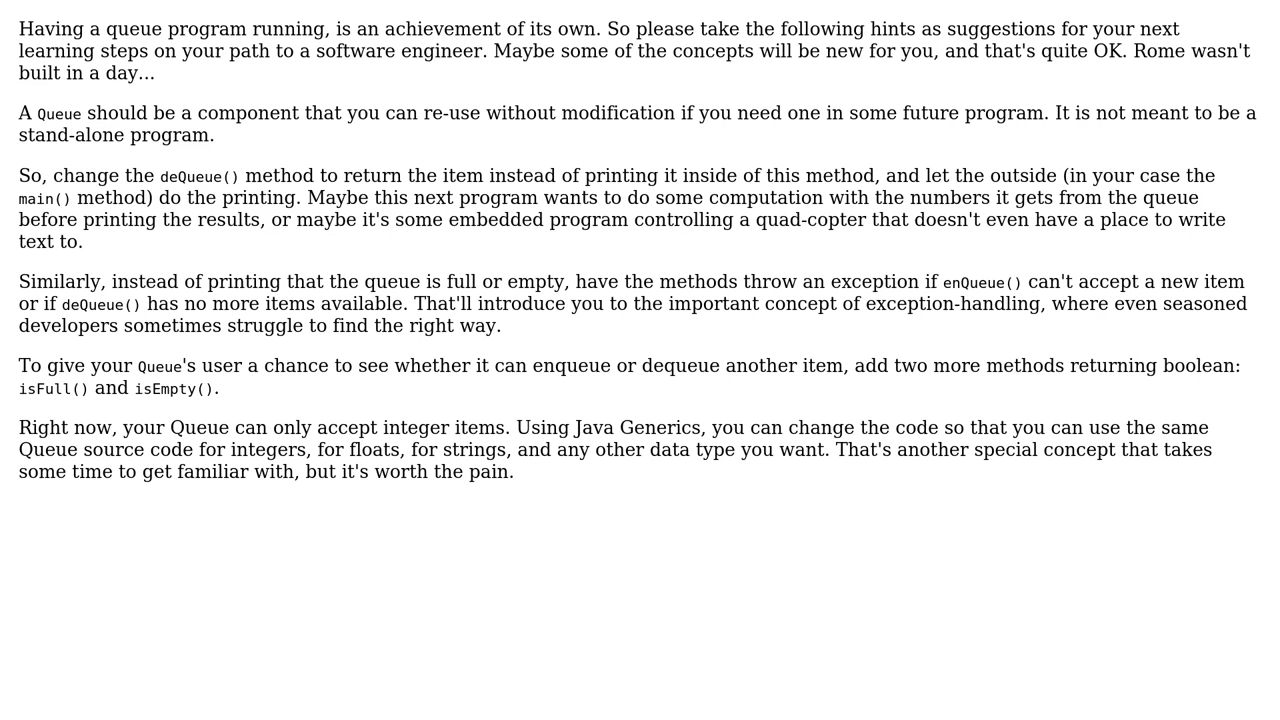 Having a queue program running, is an achievement of its own. So please take the following hints as suggestions for your next
learning steps on your path to a software engineer. Maybe some of the concepts will be new for you, and that's quite OK. Rome wasn't
built in a day...
A Queue should be a component that you can re-use without modification if you need one in some future program. It is not meant to be a
stand-alone program.
So, change the deQueue() method to return the item instead of printing it inside of this method, and let the outside (in your case the
main() method) do the printing. Maybe this next program wants to do some computation with the numbers it gets from the queue
before printing the results, or maybe it's some embedded program controlling a quad-copter that doesn't even have a place to write
text to.
Similarly, instead of printing that the queue is full or empty, have the methods throw an exception if enQueue() can't accept a new item
or if deQueue() has no more items available. That'll introduce you to the important concept of exception-handling, where even seasoned
developers sometimes struggle to find the right way.
To give your Queue's user a chance to see whether it can enqueue or dequeue another item, add two more methods returning boolean:
isFull() and isEmpty().
Right now, your Queue can only accept integer items. Using Java Generics, you can change the code so that you can use the same
Queue source code for integers, for floats, for strings, and any other data type you want. That's another special concept that takes
some time to get familiar with, but it's worth the pain.